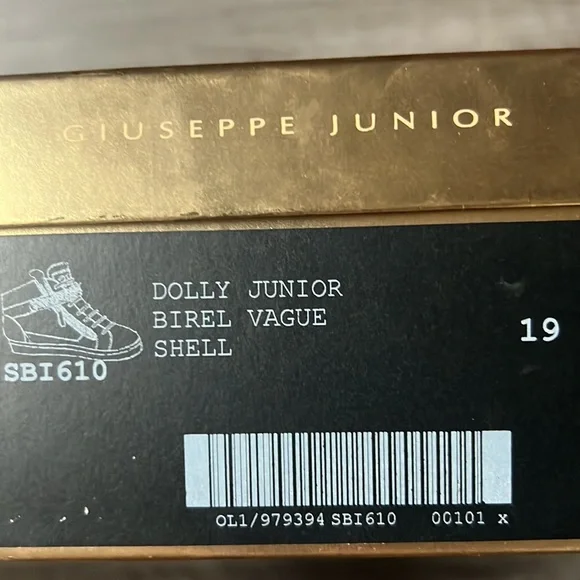 GIUSEPPE JUNIOR
DOLLY JUNIOR
BIREL VAGUE
SHELL
19
SBI610
OL1/979394 SBI610 00101 x